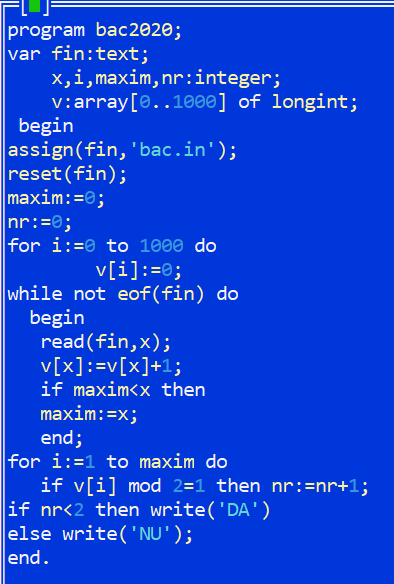 program bac2020;
var fin:text;
    x,i,maxim,nr:integer;
    v:array[0..1000] of longint;
 begin
assign(fin,'bac.in');
reset(fin);
maxim:=0;
nr:=0;
for i:=0 to 1000 do
        v[i]:=0;
while not eof(fin) do
  begin
   read(fin,x);
   v[x]:=v[x]+1;
   if maxim<x then
   maxim:=x;
   end;
for i:=1 to maxim do
   if v[i] mod 2=1 then nr:=nr+1;
if nr<2 then write('DA')
else write('NU');
end.